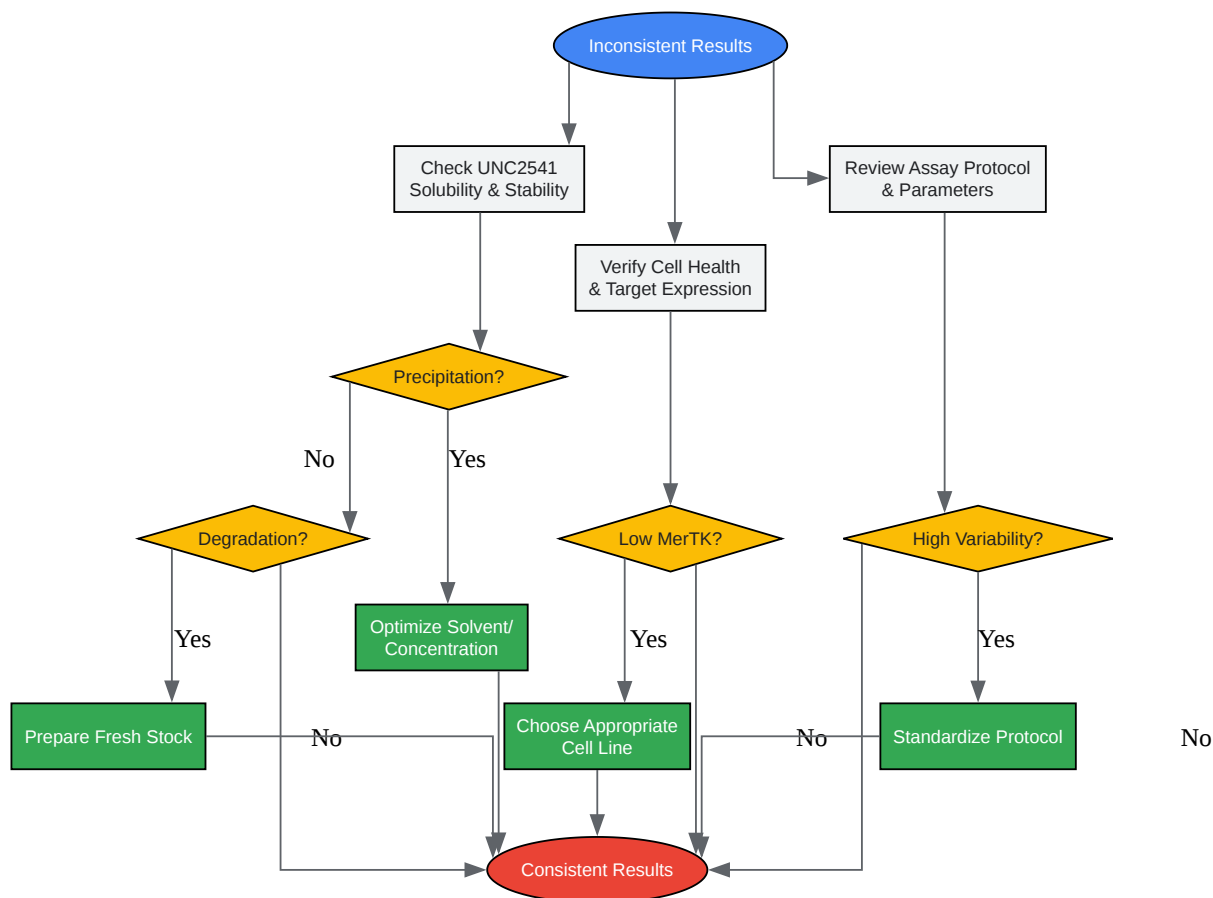 Inconsistent Results
Check UNC2541
Solubility & Stability
Review Assay Protocol
& Parameters
Verify Cell Health
& Target Expression
Precipitation?
No
Yes
Degradation?
Low MerTK?
High Variability?
Optimize Solvent/
Concentration
Yes
Yes
Yes
Prepare Fresh Stock
No
Choose Appropriate
Cell Line
No
Standardize Protocol
No
Consistent Results